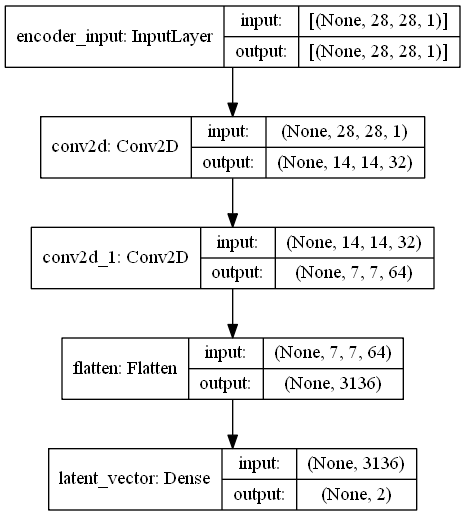 encoder_input: InputLayer
input:
[(None, 28, 28, 1)]
output:
[(None, 28, 28, 1)]
conv2d: Conv2D
input:
(None, 28, 28, 1)
output:
(None, 14, 14, 32)
conv2d_1: Conv2D
input:
(None, 14, 14, 32)
output:
(None, 7, 7, 64)
flatten: Flatten
input:
(None, 7, 7, 64)
output:
(None, 3136)
latent_vector: Dense
input:
(None, 3136)
output:
(None, 2)